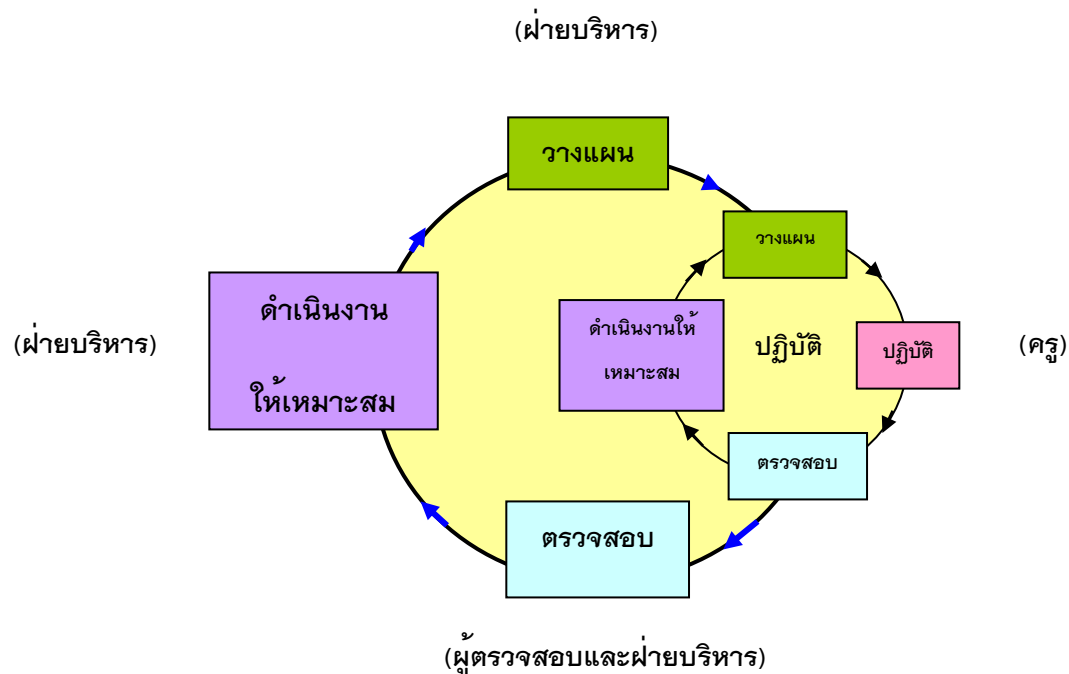 (ฝ่ายบริหาร)
วางแผน
วางแผน
ดำเนินงาน
ให้เหมาะสม
(ฝ่ายบริหาร)
ดำเนินงานให้
เหมาะสม
ปฏิบัติ
ปฏิบัติ
(ครู)
ตรวจสอบ
ตรวจสอบ
(ผู้ตรวจสอบและฝ่ายบริหาร)